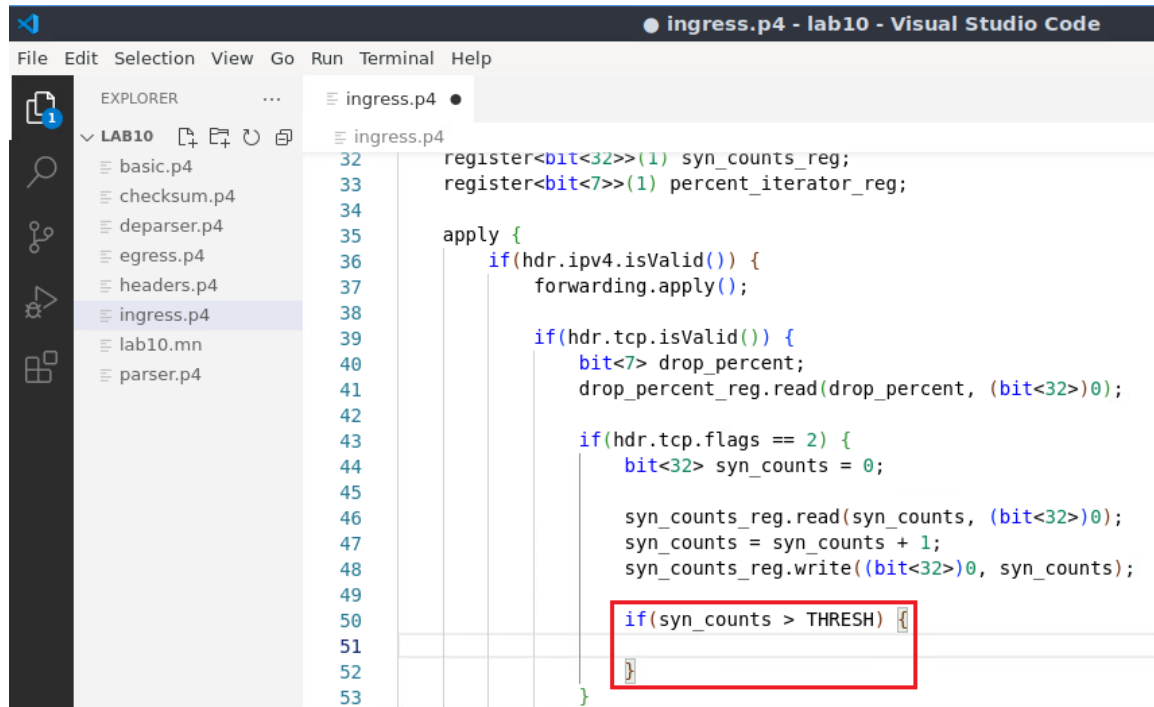 ● ingress.p4 - lab10 - Visual Studio Code
File Edit Selection View Go Run Terminal Help
EXPLORER ...
ingress.p4 ●
1
LAB10
ingress.p4
basic.p4
checksum.p4
deparser.p4
egress.p4
headers.p4
ingress.p4
lab10.mn
parser.p4
32 register<bit<32>>(1) syn_counts_reg;
33 register<bit<7>>(1) percent_iterator_reg;
34
35 apply {
36 if(hdr.ipv4.isValid()) {
37 forwarding.apply();
38
39 if(hdr.tcp.isValid()) {
40 bit<7> drop_percent;
41 drop_percent_reg.read(drop_percent, (bit<32>)0);
42
43 if(hdr.tcp.flags == 2) {
44 bit<32> syn_counts = 0;
45
46 syn_counts_reg.read(syn_counts, (bit<32>)0);
47 syn_counts = syn_counts + 1;
48 syn_counts_reg.write((bit<32>)0, syn_counts);
49
50 if(syn_counts > THRESH) {
51
52 }
53 }